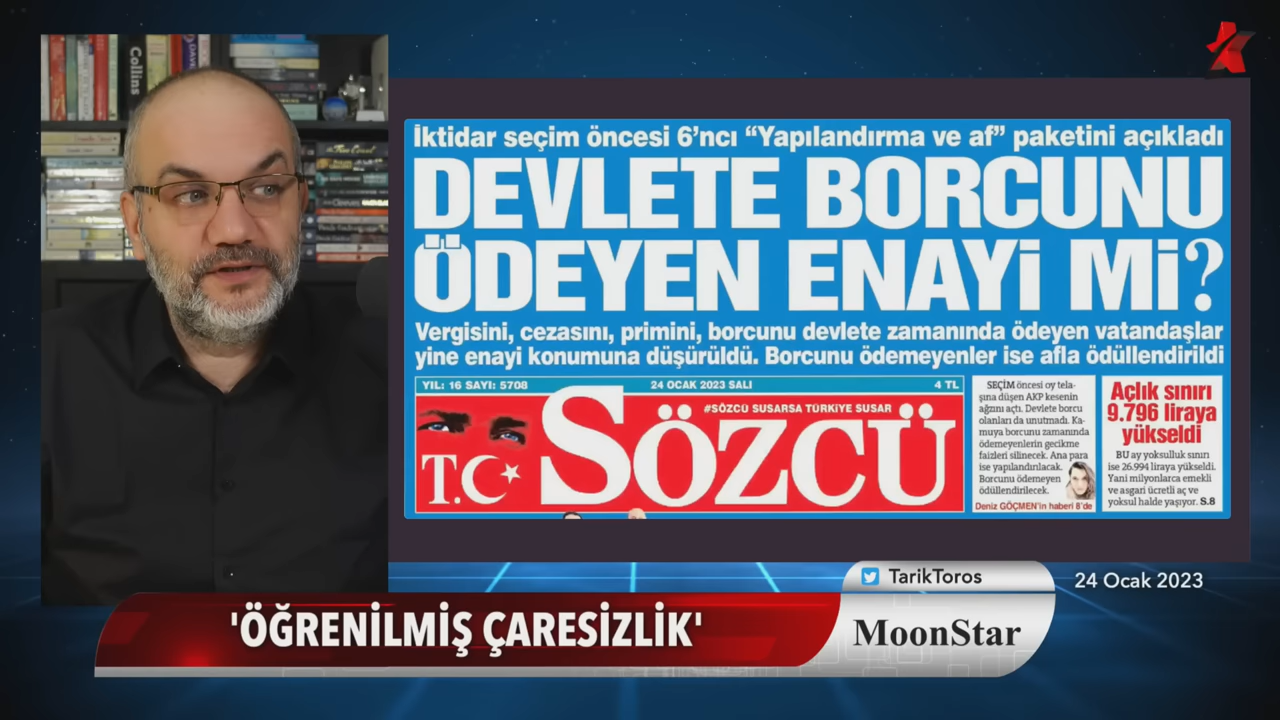 Collins
İktidar seçim öncesi 6'ncı “Yapılandırma ve af” paketini açıkladı
DEVLETE BORCUNU
ÖDEYEN ENAYİ Mİ?
Vergisini, cezasını, primini, borcunu devlete zamanında ödeyen vatandaşlar
yine enayi konumuna düşürüldü. Borcunu ödemeyenler ise afla ödüllendirildi
YIL: 16 SAYI: 5708
24 OCAK 2023 SALI
4 TL
#SÖZCÜ SUSARSA TÜRKİYE SUSAR
T.C
SÖZCÜ
SEÇİM öncesi oy tela-
şına düşen AKP kesenin
ağzını açtı. Devlete borcu
olanları da unutmadı. Ka-
muya borcunu zamanında
ödemeyenlerin gecikme
faizleri silinecek. Ana para
ise yapılandırılacak.
Borcunu ödemeyen
ödüllendirilecek.
Deniz GÖÇMEN'in haberi 8'de
Açlık sınırı
9.796 liraya
yükseldi
BU ay yoksulluk sınırı
ise 26.994 liraya yükseldi.
Yani milyonlarca emekli
ve asgari ücretli aç ve
yoksul halde yaşıyor. S.8
TarikToros
24 Ocak 2023
'ÖĞRENİLMİŞ ÇARESİZLİK'
MoonStar